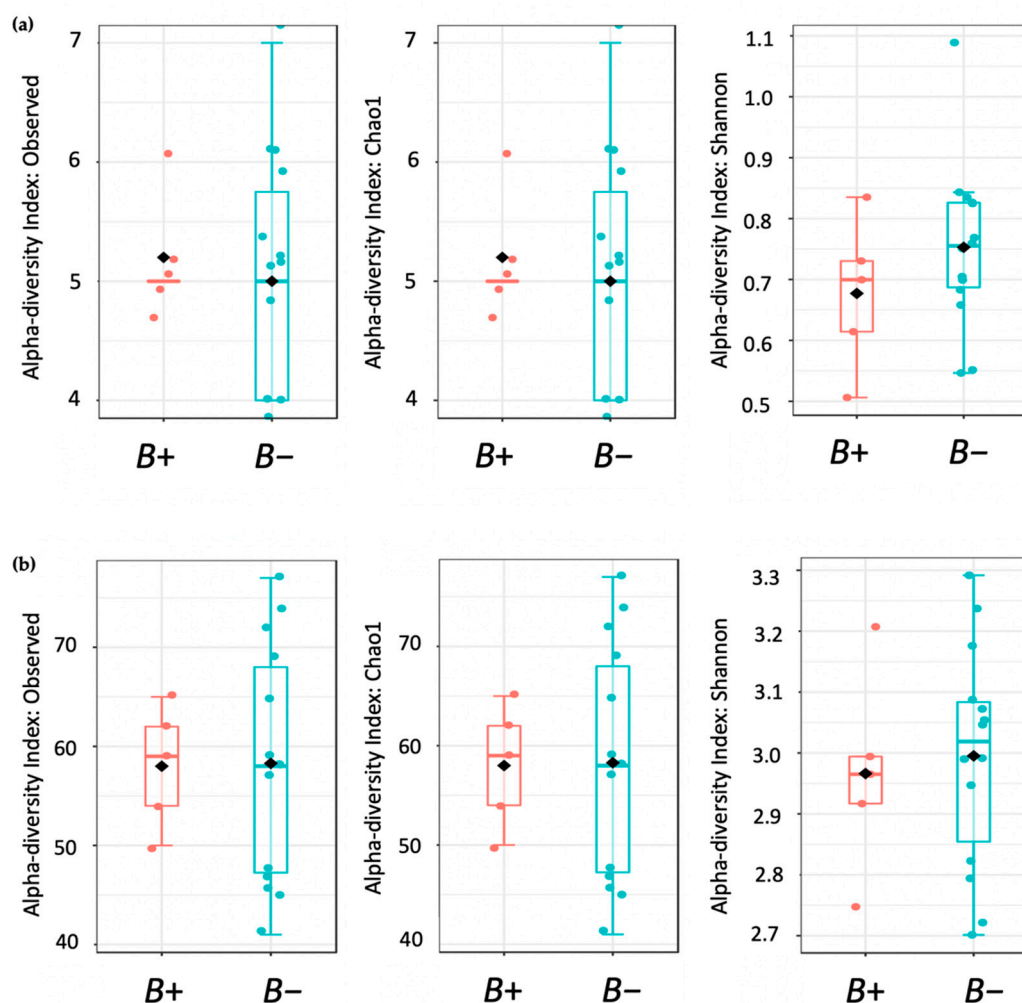 (a)
Alpha-diversity Index: Observed
7
6
5
4
B+ B−
Alpha-diversity Index: Chao1
7
6
5
4
B+ B−
Alpha-diversity Index: Shannon
1.1
1.0
0.9
0.8
0.7
0.6
0.5
B+ B−
(b)
Alpha-diversity Index: Observed
70
60
50
40
B+ B−
Alpha-diversity Index: Chao1
70
60
50
40
B+ B−
Alpha-diversity Index: Shannon
3.3
3.2
3.1
3.0
2.9
2.8
2.7
B+ B−